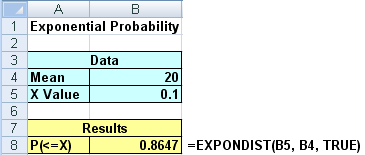 A B
1 Exponential Probability
2
3 Data
4 Mean 20
5 X Value 0.1
6
7 Results
8 P(<=X) 0.8647 =EXPONDIST(B5, B4, TRUE)